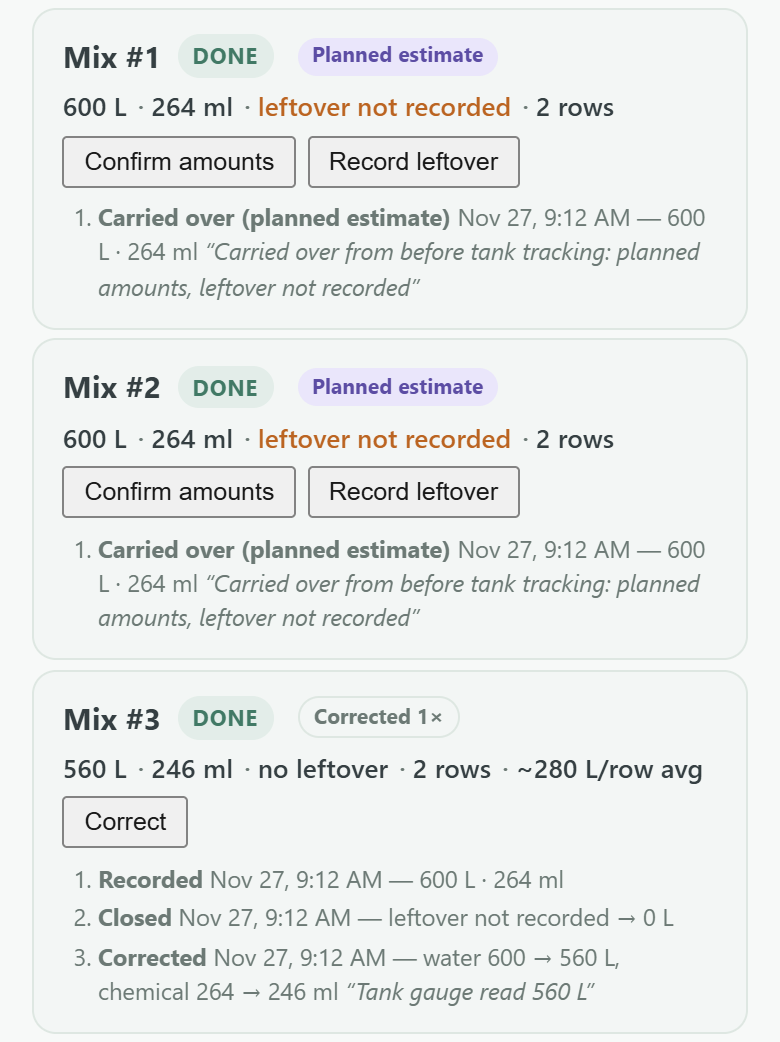 Mix #1 DONE Planned estimate
600 L · 264 ml · leftover not recorded · 2 rows
Confirm amounts Record leftover
1. Carried over (planned estimate) Nov 27, 9:12 AM — 600
L · 264 ml “Carried over from before tank tracking: planned
amounts, leftover not recorded”
Mix #2 DONE Planned estimate
600 L · 264 ml · leftover not recorded · 2 rows
Confirm amounts Record leftover
1. Carried over (planned estimate) Nov 27, 9:12 AM — 600
L · 264 ml “Carried over from before tank tracking: planned
amounts, leftover not recorded”
Mix #3 DONE Corrected 1×
560 L · 246 ml · no leftover · 2 rows · ~280 L/row avg
Correct
1. Recorded Nov 27, 9:12 AM — 600 L · 264 ml
2. Closed Nov 27, 9:12 AM — leftover not recorded → 0 L
3. Corrected Nov 27, 9:12 AM — water 600 → 560 L,
chemical 264 → 246 ml “Tank gauge read 560 L”